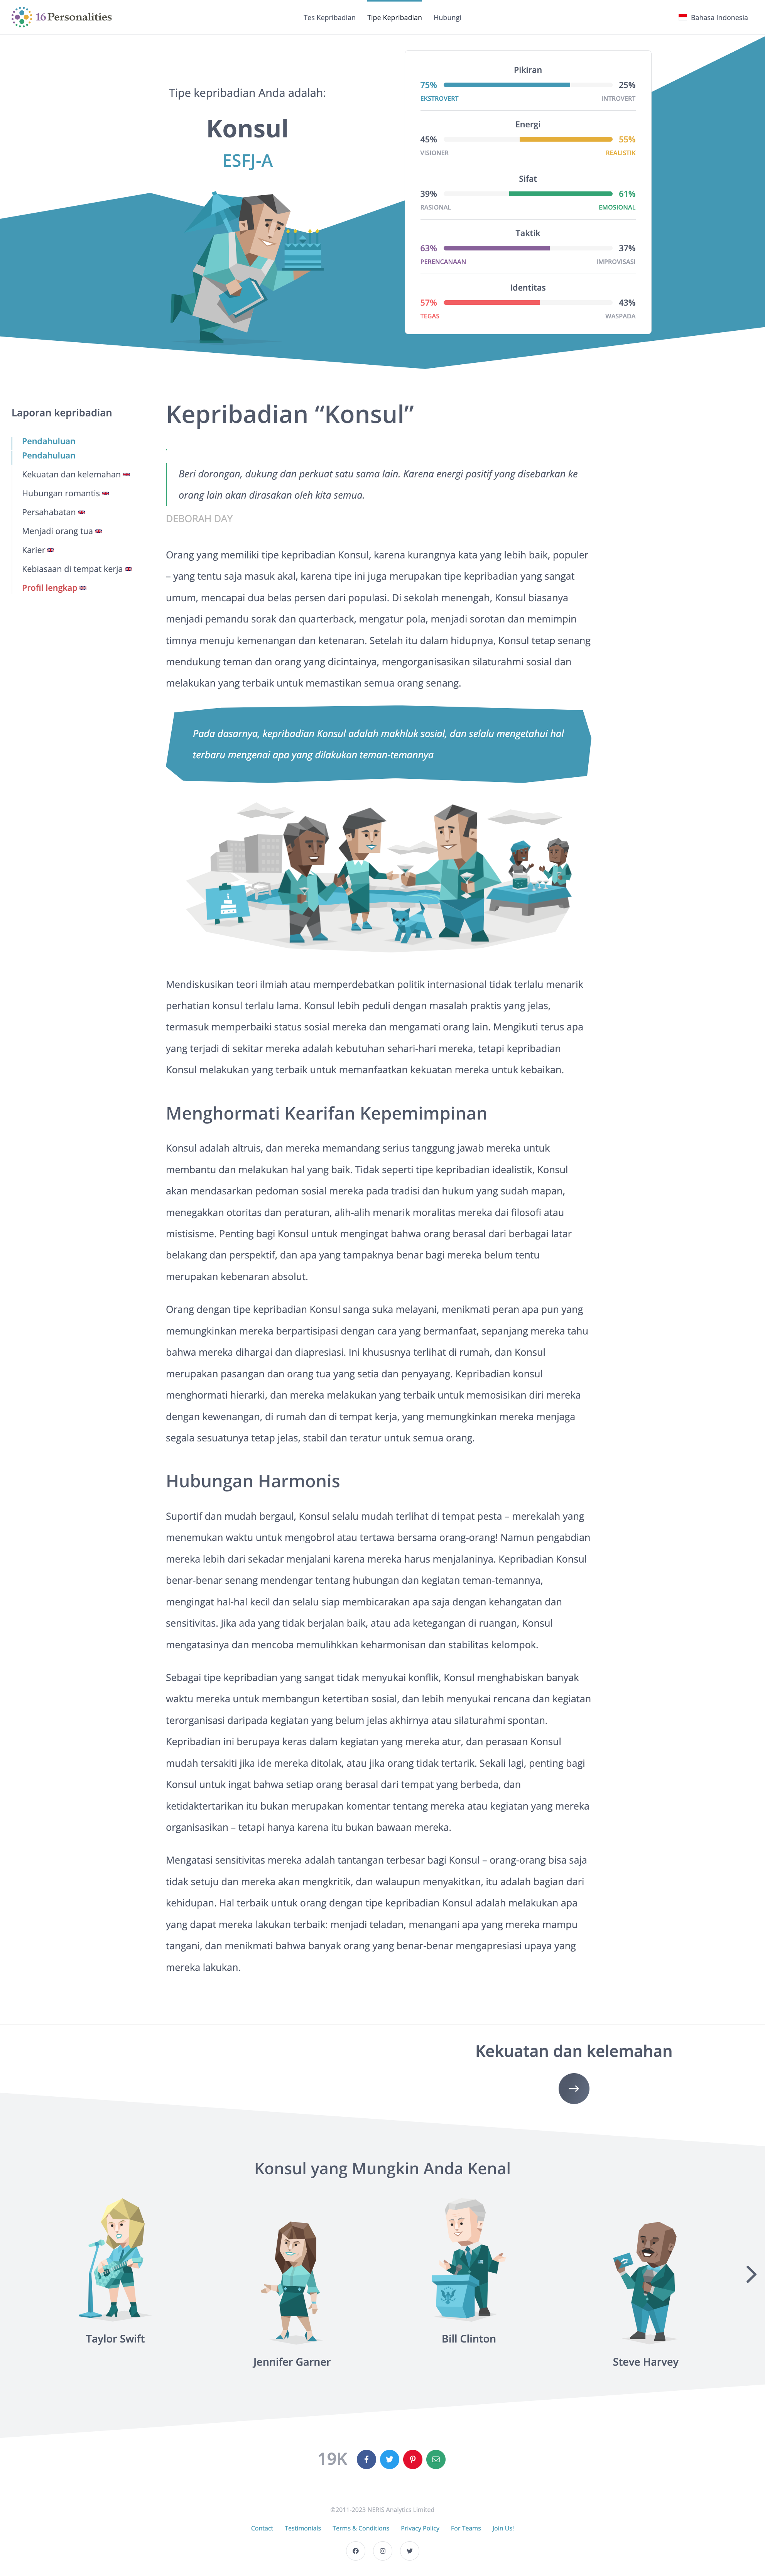 16Personalities
Tes Kepribadian
Tipe Kepribadian
Hubungi
Bahasa Indonesia
Tipe kepribadian Anda adalah:
Konsul
ESFJ-A
Pikiran
75% 25%
EKSTROVERT INTROVERT
Energi
45% 55%
VISIONER REALISTIK
Sifat
39% 61%
RASIONAL EMOSIONAL
Taktik
63% 37%
PERENCANAAN IMPROVISASI
Identitas
57% 43%
TEGAS WASPADA
Laporan kepribadian
Pendahuluan
Pendahuluan
Kekuatan dan kelemahan
Hubungan romantis
Persahabatan
Menjadi orang tua
Karier
Kebiasaan di tempat kerja
Profil lengkap
Kepribadian “Konsul”
.
Beri dorongan, dukung dan perkuat satu sama lain. Karena energi positif yang disebarkan ke
orang lain akan dirasakan oleh kita semua.
DEBORAH DAY
Orang yang memiliki tipe kepribadian Konsul, karena kurangnya kata yang lebih baik, populer
– yang tentu saja masuk akal, karena tipe ini juga merupakan tipe kepribadian yang sangat
umum, mencapai dua belas persen dari populasi. Di sekolah menengah, Konsul biasanya
menjadi pemandu sorak dan quarterback, mengatur pola, menjadi sorotan dan memimpin
timnya menuju kemenangan dan ketenaran. Setelah itu dalam hidupnya, Konsul tetap senang
mendukung teman dan orang yang dicintainya, mengorganisasikan silaturahmi sosial dan
melakukan yang terbaik untuk memastikan semua orang senang.
Pada dasarnya, kepribadian Konsul adalah makhluk sosial, dan selalu mengetahui hal
terbaru mengenai apa yang dilakukan teman-temannya
Mendiskusikan teori ilmiah atau memperdebatkan politik internasional tidak terlalu menarik
perhatian konsul terlalu lama. Konsul lebih peduli dengan masalah praktis yang jelas,
termasuk memperbaiki status sosial mereka dan mengamati orang lain. Mengikuti terus apa
yang terjadi di sekitar mereka adalah kebutuhan sehari-hari mereka, tetapi kepribadian
Konsul melakukan yang terbaik untuk memanfaatkan kekuatan mereka untuk kebaikan.
Menghormati Kearifan Kepemimpinan
Konsul adalah altruis, dan mereka memandang serius tanggung jawab mereka untuk
membantu dan melakukan hal yang baik. Tidak seperti tipe kepribadian idealistik, Konsul
akan mendasarkan pedoman sosial mereka pada tradisi dan hukum yang sudah mapan,
menegakkan otoritas dan peraturan, alih-alih menarik moralitas mereka dai filosofi atau
mistisisme. Penting bagi Konsul untuk mengingat bahwa orang berasal dari berbagai latar
belakang dan perspektif, dan apa yang tampaknya benar bagi mereka belum tentu
merupakan kebenaran absolut.
Orang dengan tipe kepribadian Konsul sanga suka melayani, menikmati peran apa pun yang
memungkinkan mereka berpartisipasi dengan cara yang bermanfaat, sepanjang mereka tahu
bahwa mereka dihargai dan diapresiasi. Ini khususnya terlihat di rumah, dan Konsul
merupakan pasangan dan orang tua yang setia dan penyayang. Kepribadian konsul
menghormati hierarki, dan mereka melakukan yang terbaik untuk memosisikan diri mereka
dengan kewenangan, di rumah dan di tempat kerja, yang memungkinkan mereka menjaga
segala sesuatunya tetap jelas, stabil dan teratur untuk semua orang.
Hubungan Harmonis
Suportif dan mudah bergaul, Konsul selalu mudah terlihat di tempat pesta – merekalah yang
menemukan waktu untuk mengobrol atau tertawa bersama orang-orang! Namun pengabdian
mereka lebih dari sekadar menjalani karena mereka harus menjalaninya. Kepribadian Konsul
benar-benar senang mendengar tentang hubungan dan kegiatan teman-temannya,
mengingat hal-hal kecil dan selalu siap membicarakan apa saja dengan kehangatan dan
sensitivitas. Jika ada yang tidak berjalan baik, atau ada ketegangan di ruangan, Konsul
mengatasinya dan mencoba memulihkkan keharmonisan dan stabilitas kelompok.
Sebagai tipe kepribadian yang sangat tidak menyukai konflik, Konsul menghabiskan banyak
waktu mereka untuk membangun ketertiban sosial, dan lebih menyukai rencana dan kegiatan
terorganisasi daripada kegiatan yang belum jelas akhirnya atau silaturahmi spontan.
Kepribadian ini berupaya keras dalam kegiatan yang mereka atur, dan perasaan Konsul
mudah tersakiti jika ide mereka ditolak, atau jika orang tidak tertarik. Sekali lagi, penting bagi
Konsul untuk ingat bahwa setiap orang berasal dari tempat yang berbeda, dan
ketidaktertarikan itu bukan merupakan komentar tentang mereka atau kegiatan yang mereka
organisasikan – tetapi hanya karena itu bukan bawaan mereka.
Mengatasi sensitivitas mereka adalah tantangan terbesar bagi Konsul – orang-orang bisa saja
tidak setuju dan mereka akan mengkritik, dan walaupun menyakitkan, itu adalah bagian dari
kehidupan. Hal terbaik untuk orang dengan tipe kepribadian Konsul adalah melakukan apa
yang dapat mereka lakukan terbaik: menjadi teladan, menangani apa yang mereka mampu
tangani, dan menikmati bahwa banyak orang yang benar-benar mengapresiasi upaya yang
mereka lakukan.
Kekuatan dan kelemahan
Konsul yang Mungkin Anda Kenal
Taylor Swift
Jennifer Garner
Bill Clinton
Steve Harvey
19K
©2011-2023 NERIS Analytics Limited
Contact Testimonials Terms & Conditions Privacy Policy For Teams Join Us!